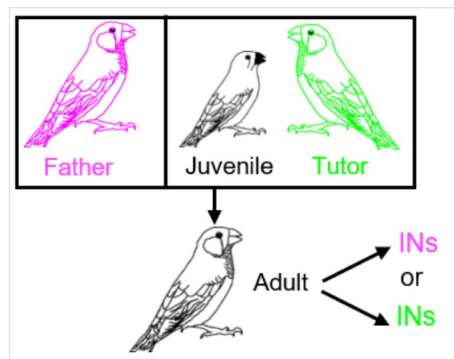 Father
Juvenile
Tutor
Adult
INs
or
INs